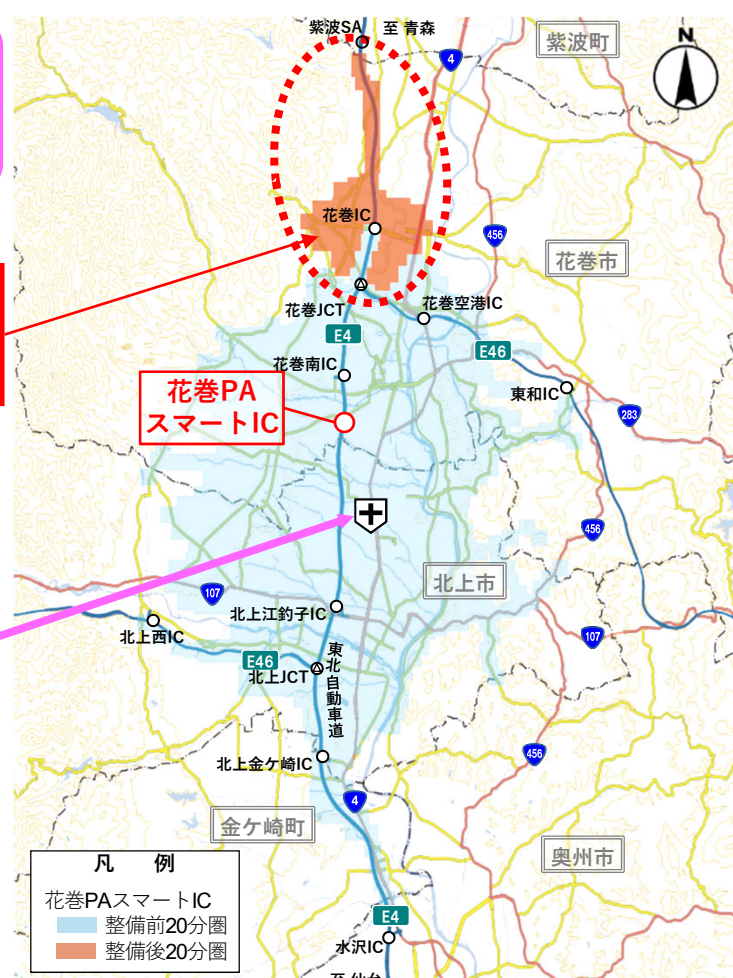 紫波SA
至 青森
4
紫波町
N
花巻IC
456
花巻市
花巻JCT
花巻空港IC
E4
E46
花巻南IC
東和IC
花巻PA
スマートIC
283
456
北上市
107
北上江釣子IC
北上西IC
107
E46
北上JCT
東北自動車道
456
北上金ケ崎IC
4
金ケ崎町
奥州市
凡 例
花巻PAスマートIC
整備前20分圏
整備後20分圏
E4
水沢IC
至 仙台